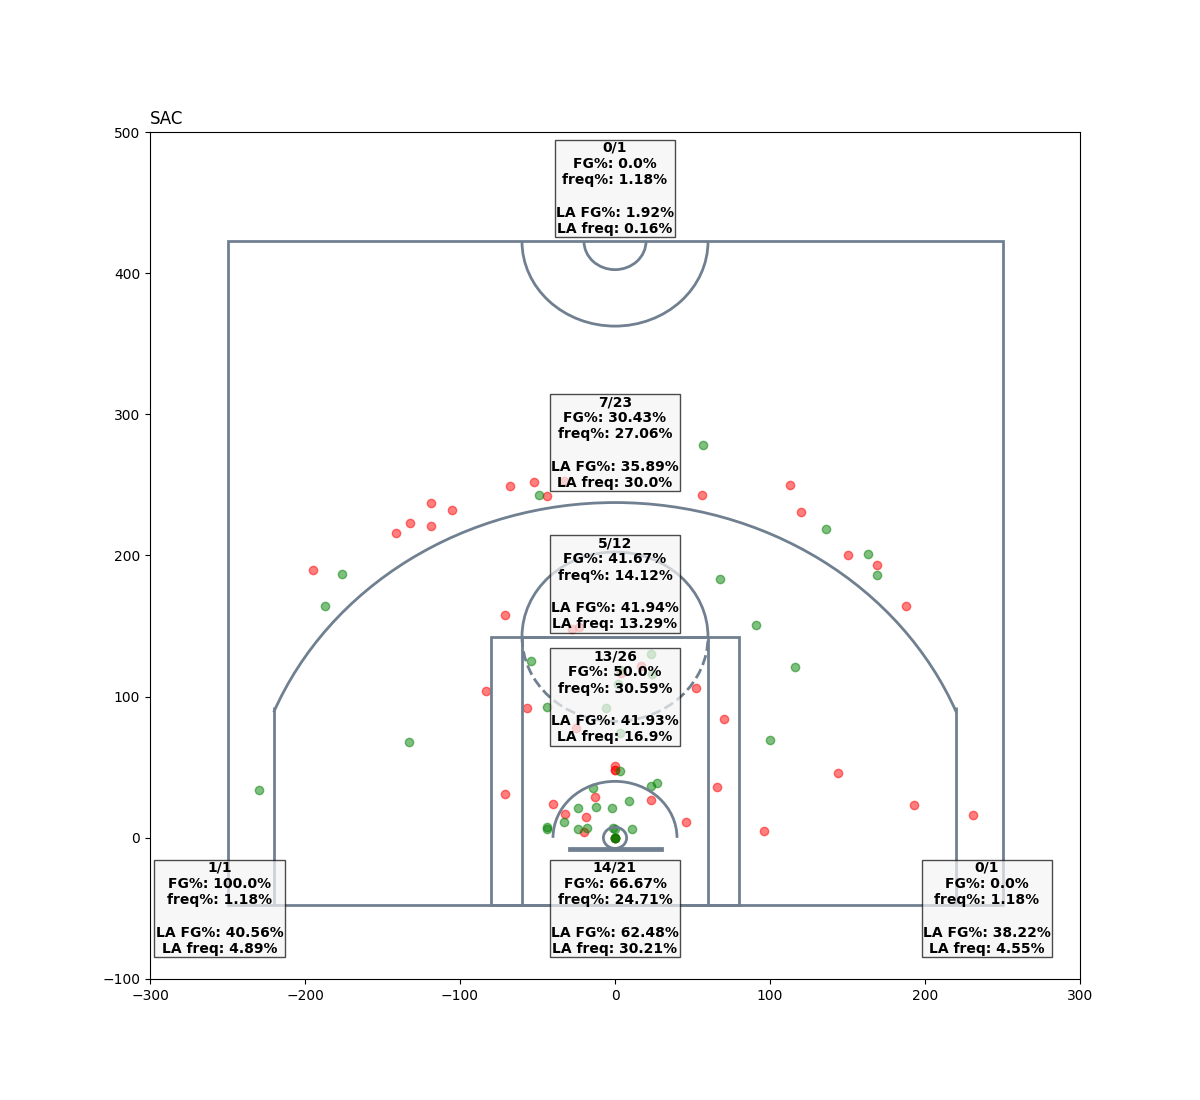 SAC
500
0/1
FG%: 0.0%
freq%: 1.18%
LA FG%: 1.92%
LA freq: 0.16%
400
300
7/23
FG%: 30.43%
freq%: 27.06%
LA FG%: 35.89%
LA freq: 30.0%
200
5/12
FG%: 41.67%
freq%: 14.12%
LA FG%: 41.94%
LA freq: 13.29%
13/26
FG%: 50.0%
freq%: 30.59%
LA FG%: 41.93%
LA freq: 16.9%
100
0
1/1
FG%: 100.0%
freq%: 1.18%
LA FG%: 40.56%
LA freq: 4.89%
14/21
FG%: 66.67%
freq%: 24.71%
LA FG%: 62.48%
LA freq: 30.21%
0/1
FG%: 0.0%
freq%: 1.18%
LA FG%: 38.22%
LA freq: 4.55%
−100
−300 −200 −100 0 100 200 300